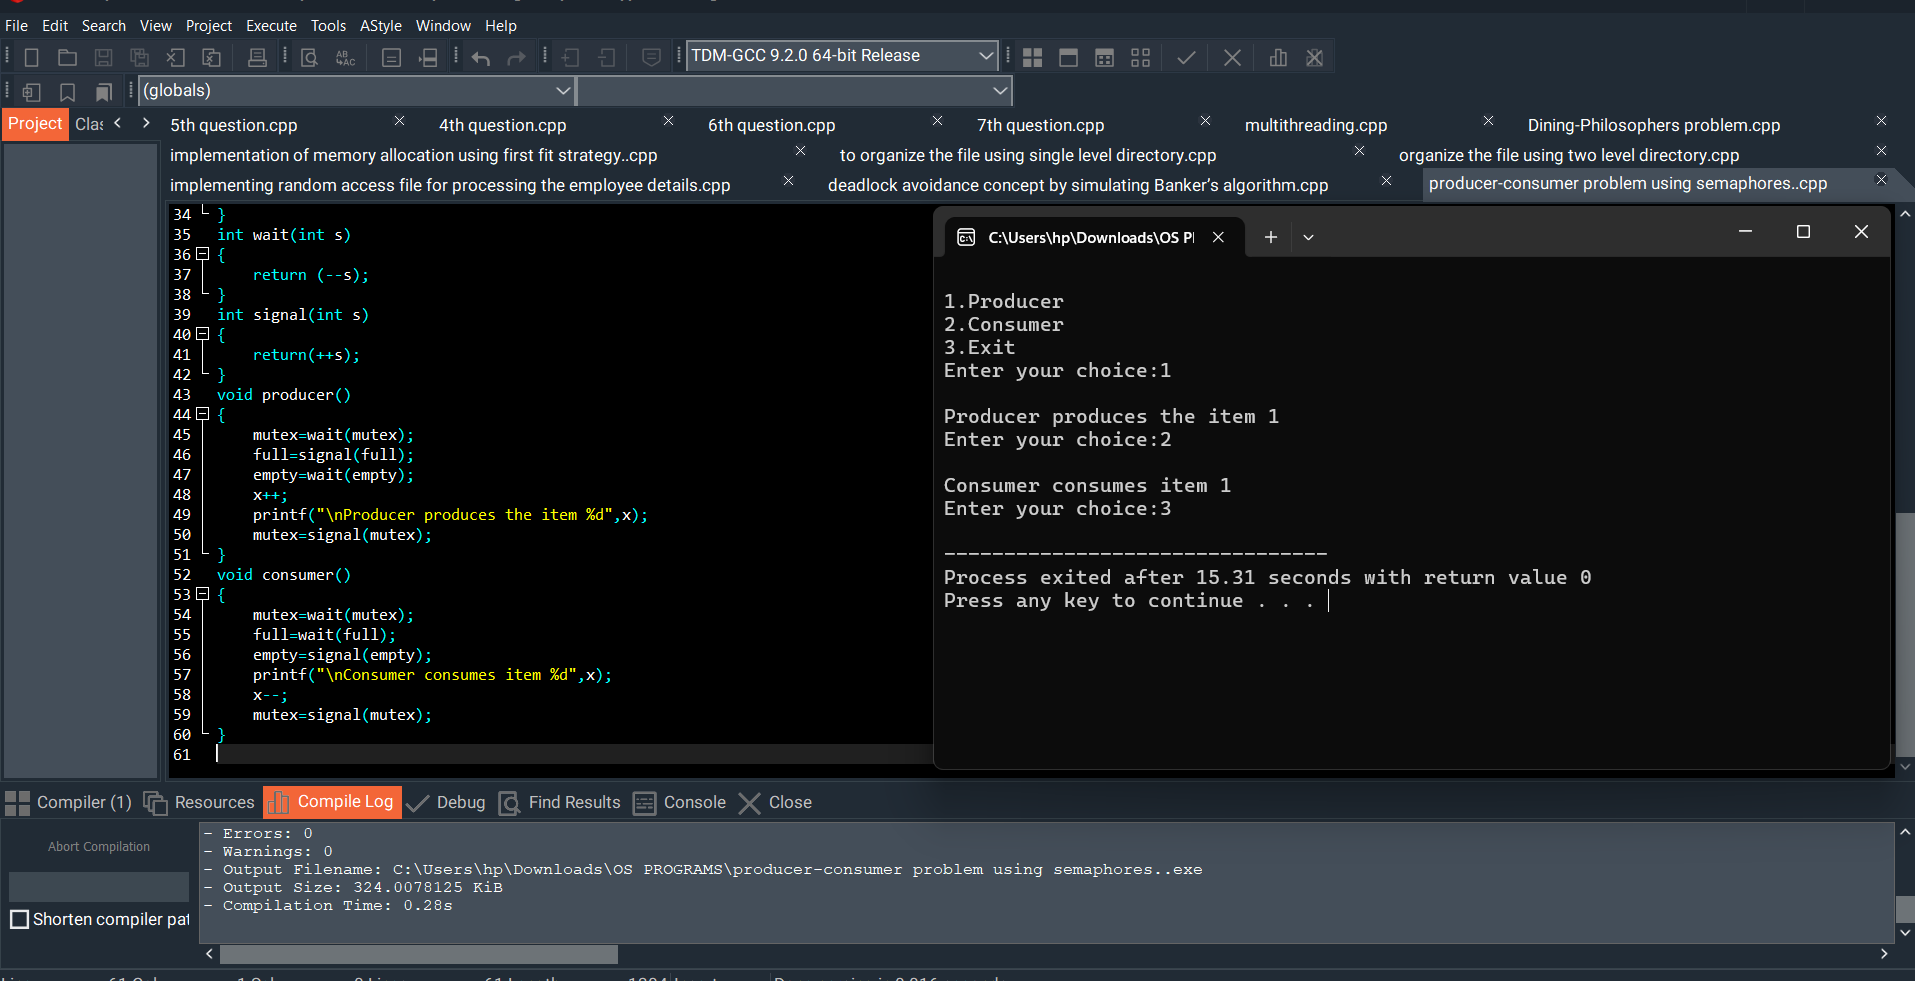 File Edit Search View Project Execute Tools AStyle Window Help
TDM-GCC 9.2.0 64-bit Release
(globals)
Project Clas
5th question.cpp 4th question.cpp 6th question.cpp 7th question.cpp multithreading.cpp Dining-Philosophers problem.cpp
implementation of memory allocation using first fit strategy..cpp to organize the file using single level directory.cpp organize the file using two level directory.cpp
implementing random access file for processing the employee details.cpp deadlock avoidance concept by simulating Banker’s algorithm.cpp producer-consumer problem using semaphores..cpp
34 }
35 int wait(int s)
36 {
37 return (--s);
38 }
39 int signal(int s)
40 {
41 return(++s);
42 }
43 void producer()
44 {
45 mutex=wait(mutex);
46 full=signal(full);
47 empty=wait(empty);
48 x++;
49 printf("\nProducer produces the item %d",x);
50 mutex=signal(mutex);
51 }
52 void consumer()
53 {
54 mutex=wait(mutex);
55 full=wait(full);
56 empty=signal(empty);
57 printf("\nConsumer consumes item %d",x);
58 x--;
59 mutex=signal(mutex);
60 }
61
C:\Users\hp\Downloads\OS P
1.Producer
2.Consumer
3.Exit
Enter your choice:1
Producer produces the item 1
Enter your choice:2
Consumer consumes item 1
Enter your choice:3
--------------------------------
Process exited after 15.31 seconds with return value 0
Press any key to continue . . .
Compiler (1) Resources Compile Log Debug Find Results Console Close
Abort Compilation
Shorten compiler pat
- Errors: 0
- Warnings: 0
- Output Filename: C:\Users\hp\Downloads\OS PROGRAMS\producer-consumer problem using semaphores..exe
- Output Size: 324.0078125 KiB
- Compilation Time: 0.28s